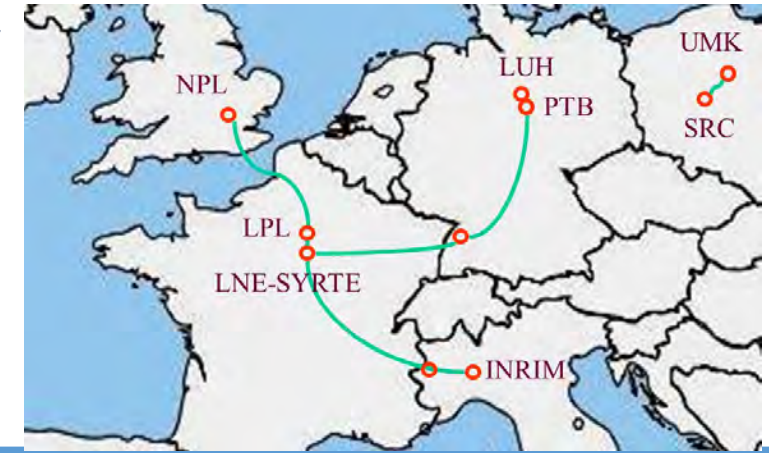 UMK
NPL
LUH
PTB
SRC
LPL
LNE-SYRTE
INRIM